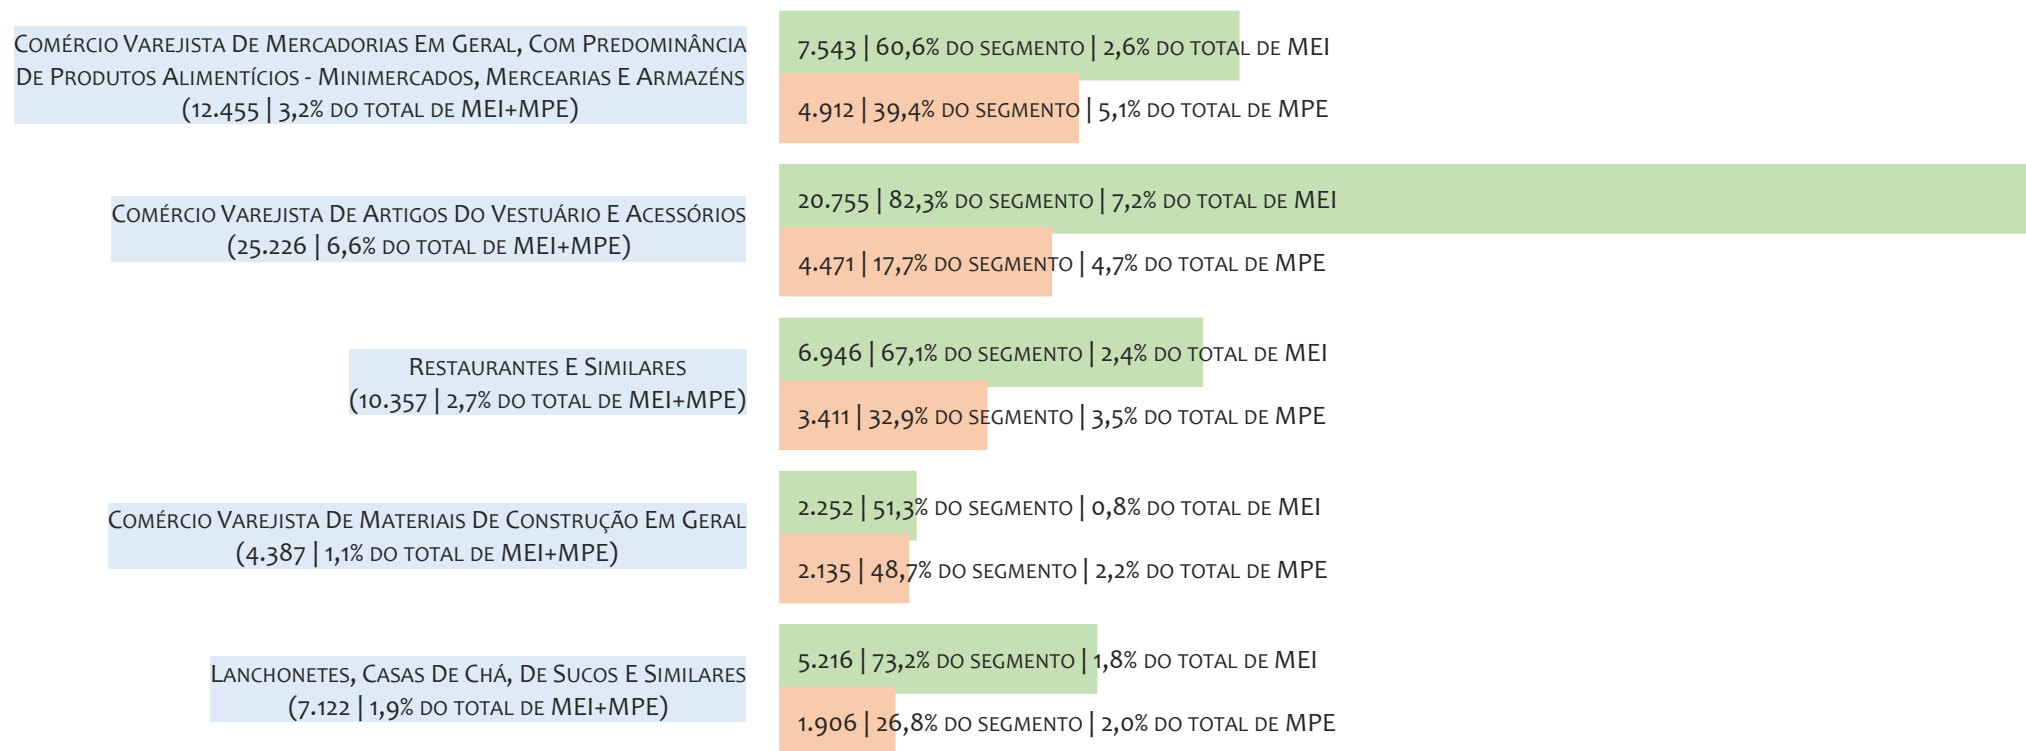 Comércio Varejista De Mercadorias Em Geral, Com Predominância
De Produtos Alimentícios - Minimercados, Mercearias E Armazéns
(12.455 | 3,2% do total de MEI+MPE)
7.543 | 60,6% do segmento | 2,6% do total de MEI
4.912 | 39,4% do segmento | 5,1% do total de MPE
Comércio Varejista De Artigos Do Vestuário E Acessórios
(25.226 | 6,6% do total de MEI+MPE)
20.755 | 82,3% do segmento | 7,2% do total de MEI
4.471 | 17,7% do segmento | 4,7% do total de MPE
Restaurantes E Similares
(10.357 | 2,7% do total de MEI+MPE)
6.946 | 67,1% do segmento | 2,4% do total de MEI
3.411 | 32,9% do segmento | 3,5% do total de MPE
Comércio Varejista De Materiais De Construção Em Geral
(4.387 | 1,1% do total de MEI+MPE)
2.252 | 51,3% do segmento | 0,8% do total de MEI
2.135 | 48,7% do segmento | 2,2% do total de MPE
Lanchonetes, Casas De Chá, De Sucos E Similares
(7.122 | 1,9% do total de MEI+MPE)
5.216 | 73,2% do segmento | 1,8% do total de MEI
1.906 | 26,8% do segmento | 2,0% do total de MPE